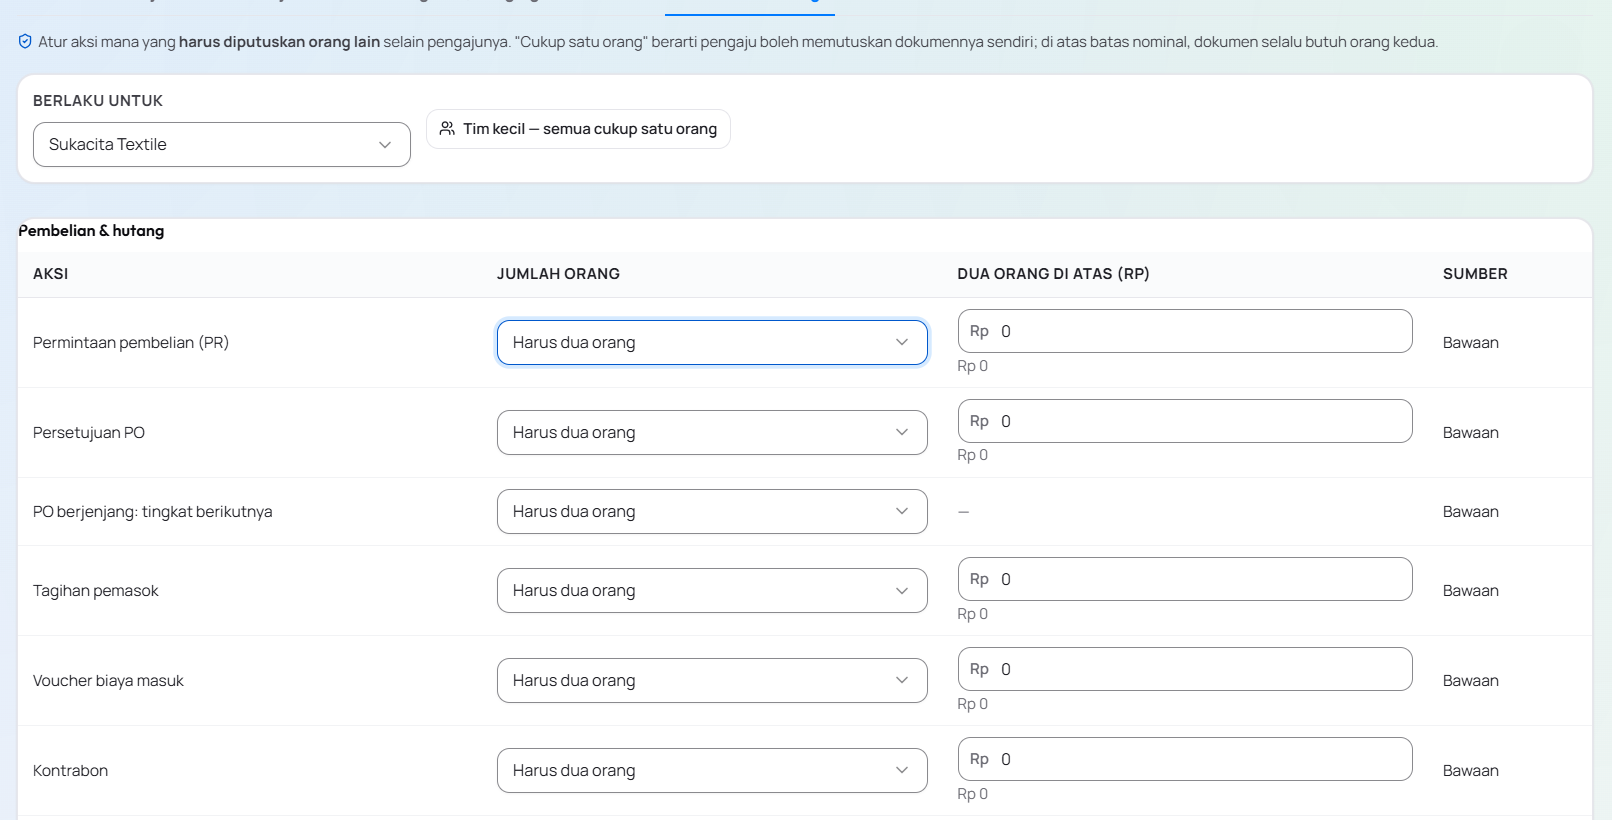 Atur aksi mana yang harus diputuskan orang lain selain pengajunya. "Cukup satu orang" berarti pengaju boleh memutuskan dokumennya sendiri; di atas batas nominal, dokumen selalu butuh orang kedua.
BERLAKU UNTUK
Sukacita Textile
Tim kecil — semua cukup satu orang
Pembelian & hutang
AKSI JUMLAH ORANG DUA ORANG DI ATAS (RP) SUMBER
Permintaan pembelian (PR) Harus dua orang Rp 0 Bawaan
Rp 0
Persetujuan PO Harus dua orang Rp 0 Bawaan
Rp 0
PO berjenjang: tingkat berikutnya Harus dua orang — Bawaan
Tagihan pemasok Harus dua orang Rp 0 Bawaan
Rp 0
Voucher biaya masuk Harus dua orang Rp 0 Bawaan
Rp 0
Kontrabon Harus dua orang Rp 0 Bawaan
Rp 0